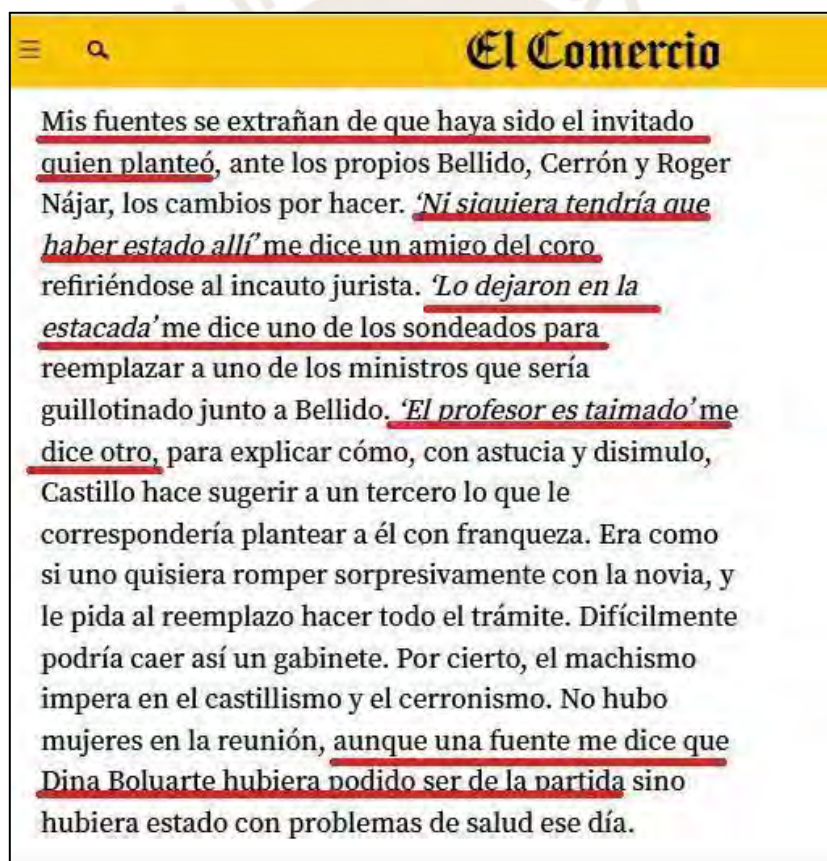 El Comercio
Mis fuentes se extrañan de que haya sido el invitado
quien planteó, ante los propios Bellido, Cerrón y Roger
Nájar, los cambios por hacer. ‘Ni siquiera tendría que
haber estado allí’ me dice un amigo del coro
refiriéndose al incauto jurista. ‘Lo dejaron en la
estacada’ me dice uno de los sondeados para
reemplazar a uno de los ministros que sería
guillotinado junto a Bellido. ‘El profesor es taimado’ me
dice otro, para explicar cómo, con astucia y disimulo,
Castillo hace sugerir a un tercero lo que le
correspondería plantear a él con franqueza. Era como
si uno quisiera romper sorpresivamente con la novia, y
le pida al reemplazo hacer todo el trámite. Difícilmente
podría caer así un gabinete. Por cierto, el machismo
impera en el castillismo y el cerronismo. No hubo
mujeres en la reunión, aunque una fuente me dice que
Dina Boluarte hubiera podido ser de la partida sino
hubiera estado con problemas de salud ese día.